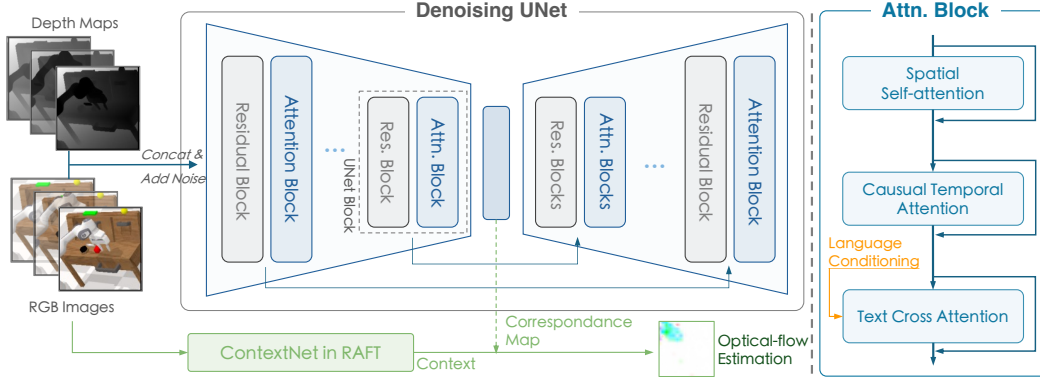 Depth Maps
Concat &
Add Noise
RGB Images
Denoising UNet
Residual Block
Attention Block
...
UNet Block
Res. Block
Attn. Block
Res. Blocks
Attn. Blocks
...
Residual Block
Attention Block
ContextNet in RAFT
Context
Correspondance
Map
Optical-flow
Estimation
Attn. Block
Spatial
Self-attention
Causual Temporal
Attention
Language
Conditioning
Text Cross Attention